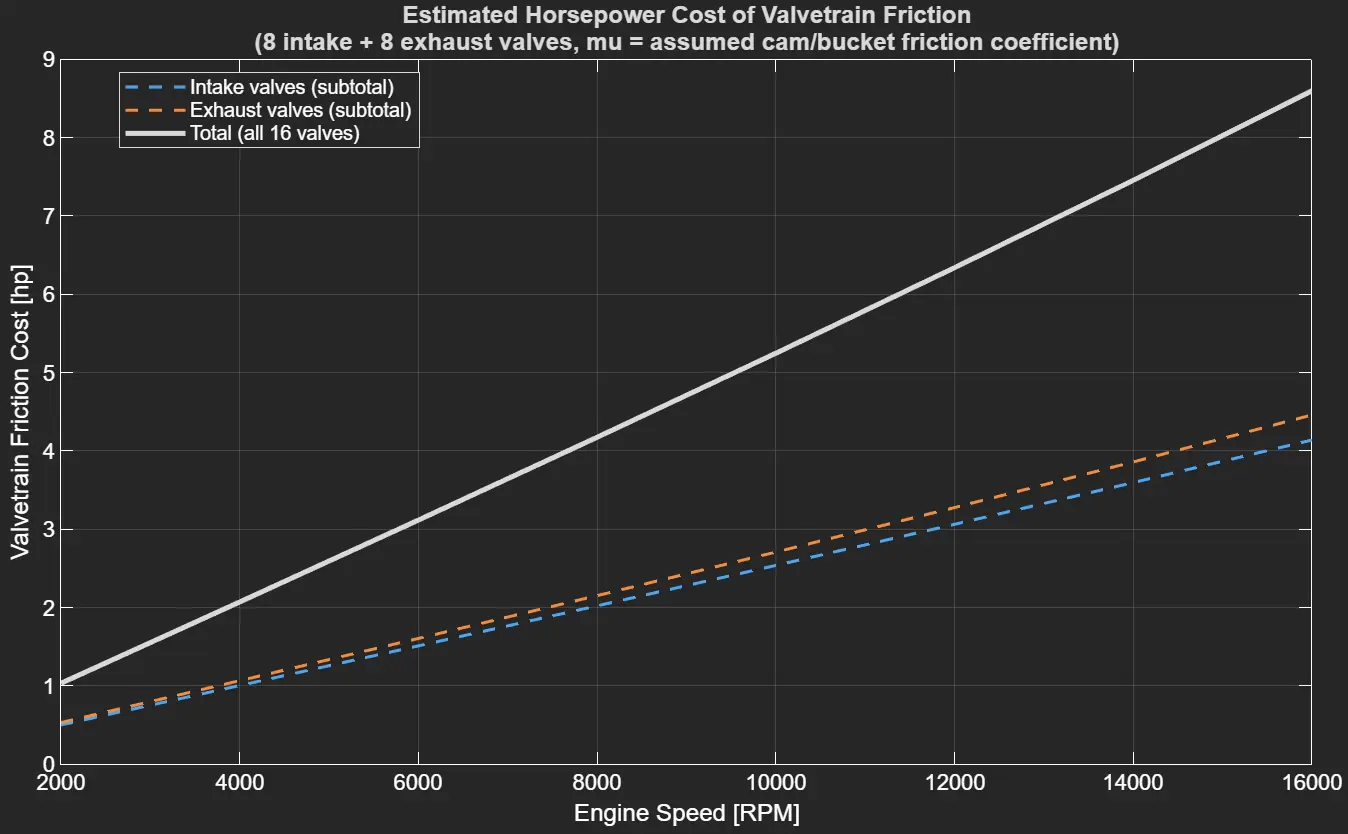 Estimated Horsepower Cost of Valvetrain Friction
(8 intake + 8 exhaust valves, mu = assumed cam/bucket friction coefficient)
Intake valves (subtotal)
Exhaust valves (subtotal)
Total (all 16 valves)
Valvetrain Friction Cost [hp]
9
8
7
6
5
4
3
2
1
0
2000 4000 6000 8000 10000 12000 14000 16000
Engine Speed [RPM]